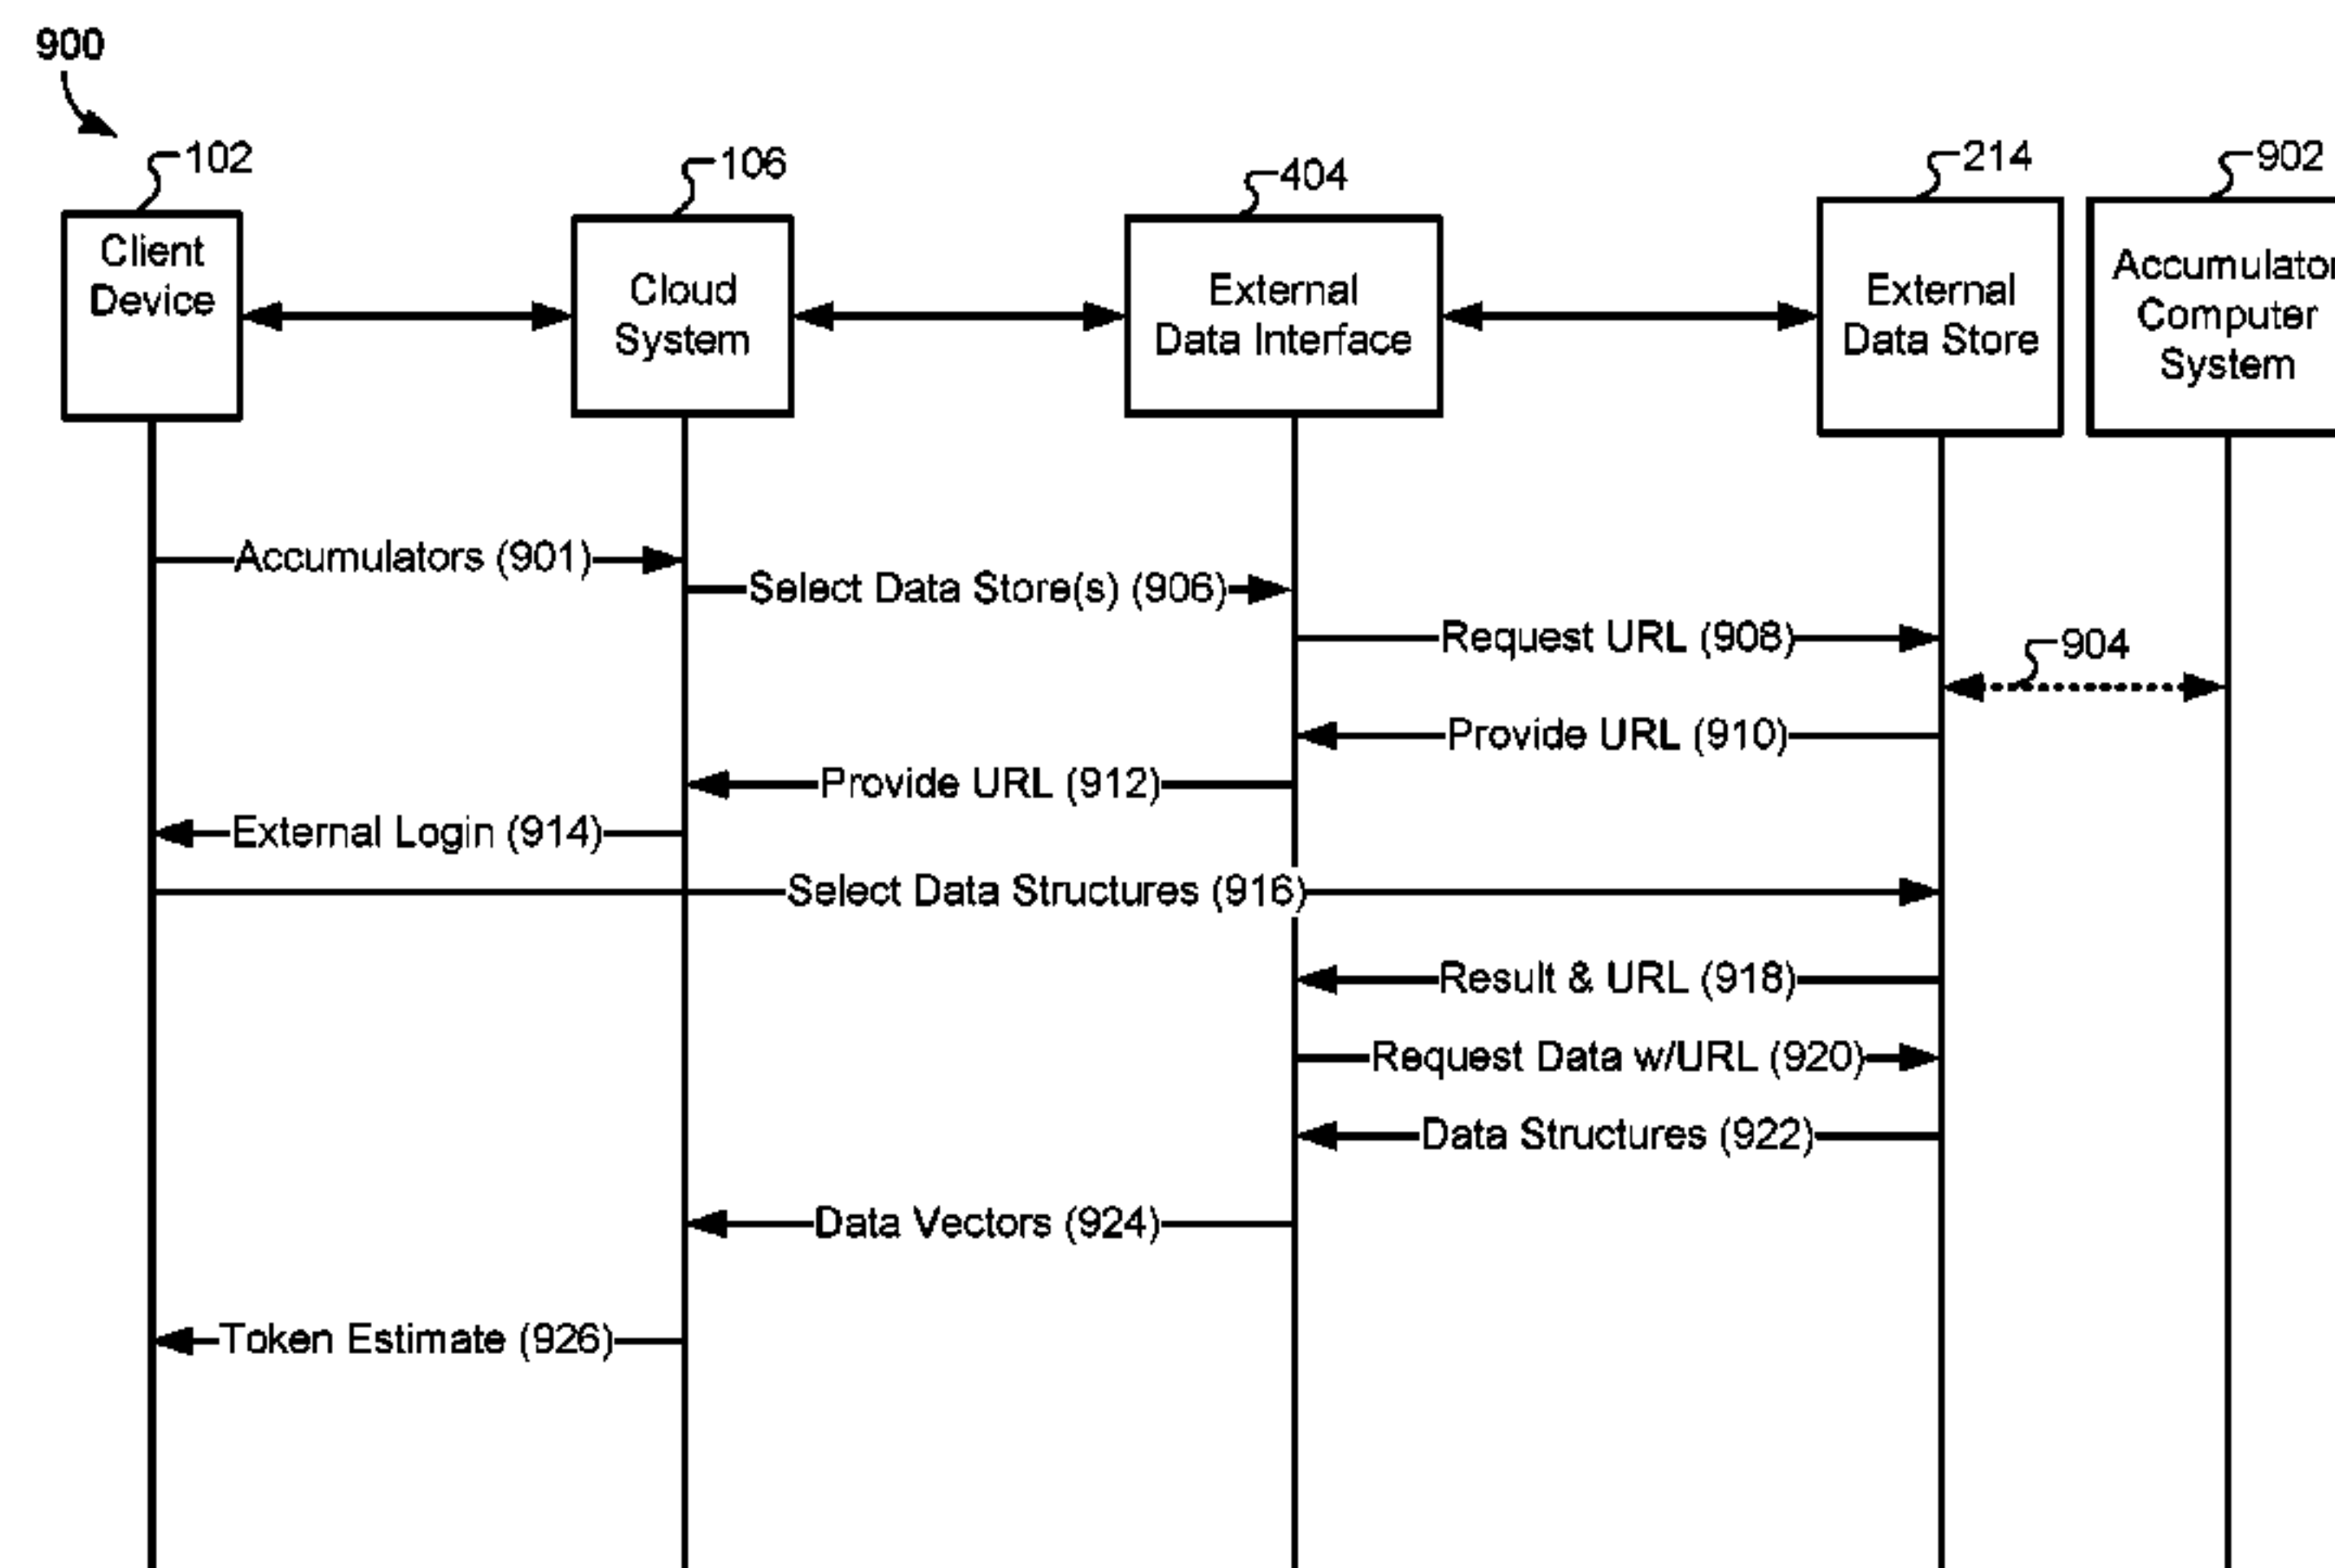 900
102
106
404
214
902
Client
Device
Cloud
System
External
Data Interface
External
Data Store
Accumulator
Computer
System
Accumulators (901)
Select Data Store(s) (906)
Request URL (908)
904
Provide URL (910)
Provide URL (912)
External Login (914)
Select Data Structures (916)
Result & URL (918)
Request Data w/URL (920)
Data Structures (922)
Data Vectors (924)
Token Estimate (926)